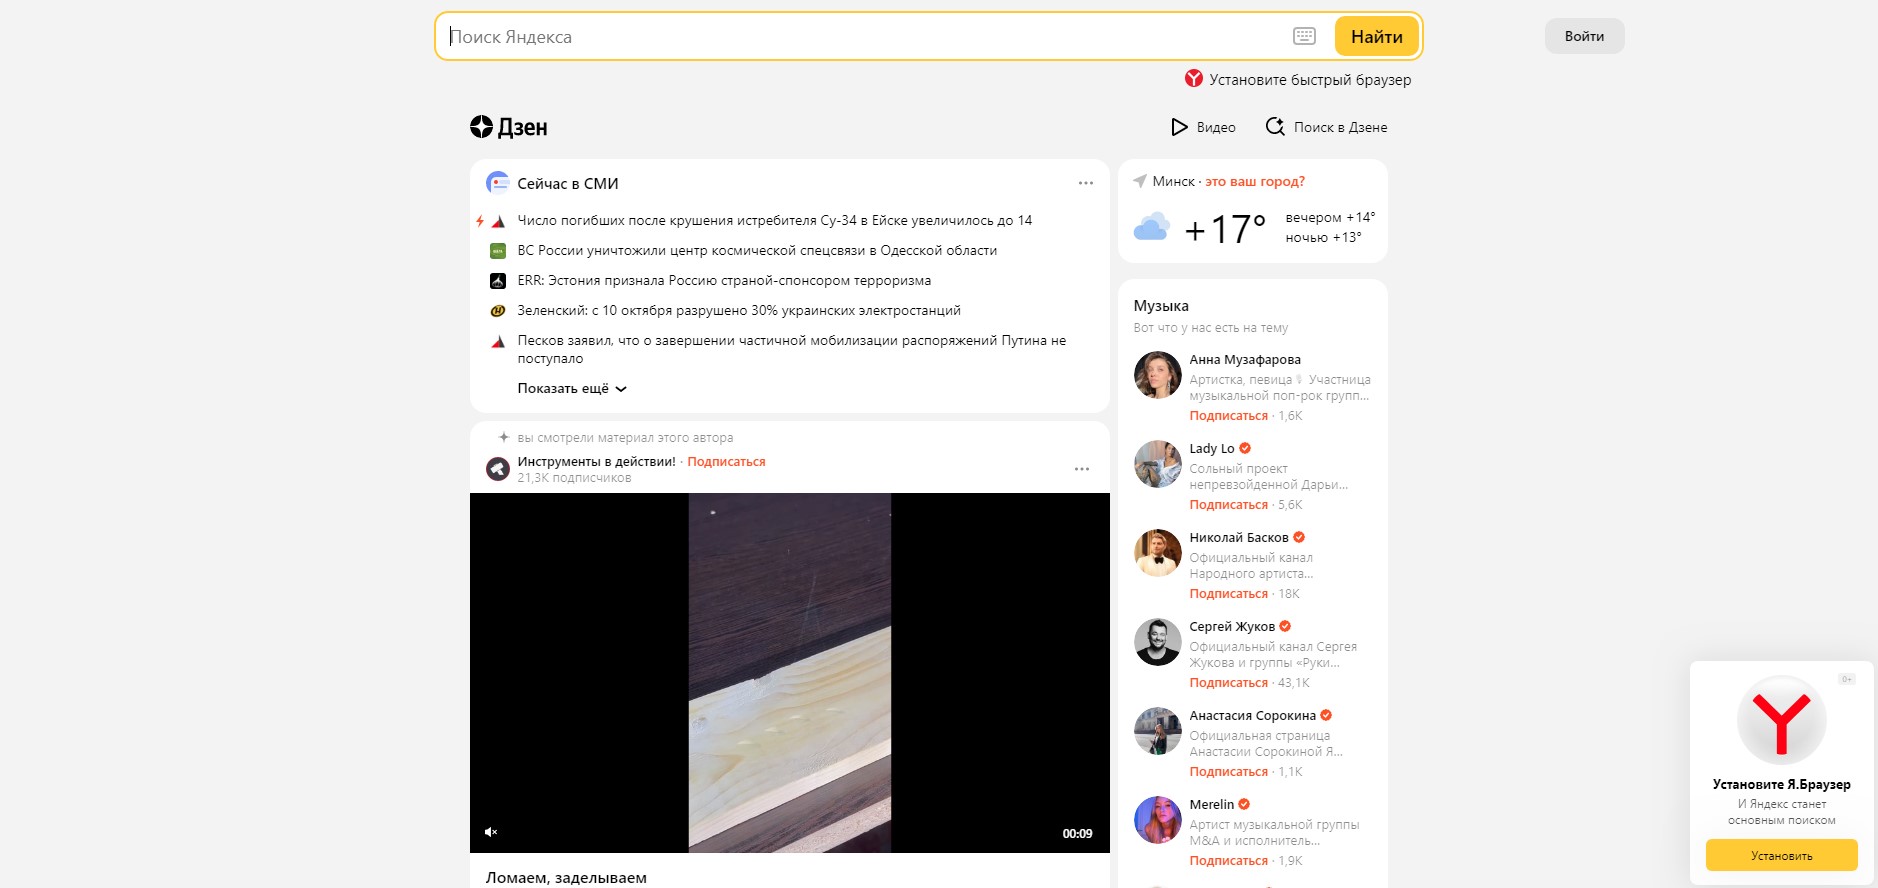 Поиск Яндекса
Найти
Войти
Установите быстрый браузер
Дзен
Видео
Поиск в Дзене
Сейчас в СМИ
Число погибших после крушения истребителя Су-34 в Ейске увеличилось до 14
ВС России уничтожили центр космической спецсвязи в Одесской области
ERR: Эстония признала Россию страной-спонсором терроризма
Зеленский: с 10 октября разрушено 30% украинских электростанций
Песков заявил, что о завершении частичной мобилизации распоряжений Путина не
поступало
Показать ещё
вы смотрели материал этого автора
Инструменты в действии! · Подписаться
21,3K подписчиков
00:09
Ломаем, заделываем
Минск · это ваш город?
+17°
вечером +14°
ночью +13°
Музыка
Вот что у нас есть на тему
Анна Музафарова
Артистка, певица🎙 Участница
музыкальной поп-рок групп...
Подписаться · 1,6K
Lady Lo
Сольный проект
непревзойденной Дарьи...
Подписаться · 5,6K
Николай Басков
Официальный канал
Народного артиста...
Подписаться · 18K
Сергей Жуков
Официальный канал Сергея
Жукова и группы «Руки...
Подписаться · 43,1K
Анастасия Сорокина
Официальная страница
Анастасии Сорокиной Я...
Подписаться · 1,1K
Merelin
Артист музыкальной группы
M&A и исполнитель...
Подписаться · 1,9K
0+
Установите Я.Браузер
И Яндекс станет
основным поиском
Установить